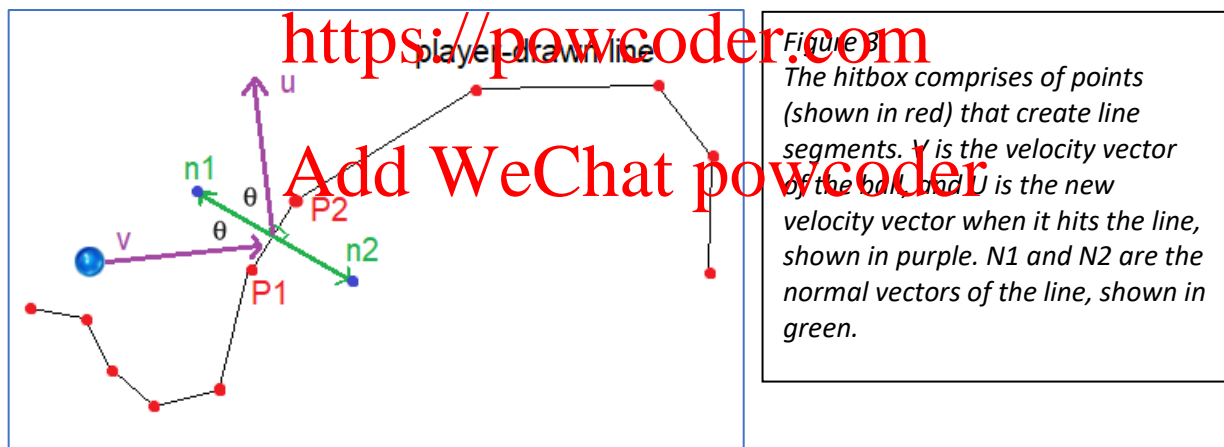 https://powcoder.com
player-drawn line
u
Add WeChat powcoder
n1
θ
P2
θ
v
n2
P1
Figure 3
The hitbox comprises of points
(shown in red) that create line
segments. V is the velocity vector
of the ball, and U is the new
velocity vector when it hits the line,
shown in purple. N1 and N2 are the
normal vectors of the line, shown in
green.